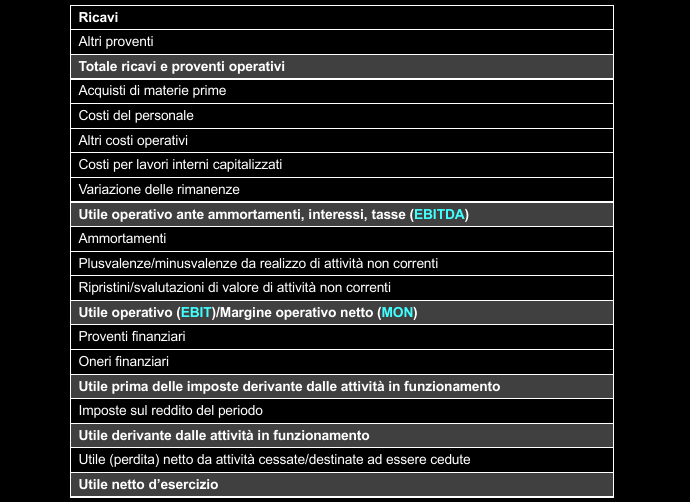 Ricavi
Altri proventi
Totale ricavi e proventi operativi
Acquisti di materie prime
Costi del personale
Altri costi operativi
Costi per lavori interni capitalizzati
Variazione delle rimanenze
Utile operativo ante ammortamenti, interessi, tasse (EBITDA)
Ammortamenti
Plusvalenze/minusvalenze da realizzo di attività non correnti
Ripristini/svalutazioni di valore di attività non correnti
Utile operativo (EBIT)/Margine operativo netto (MON)
Proventi finanziari
Oneri finanziari
Utile prima delle imposte derivante dalle attività in funzionamento
Imposte sul reddito del periodo
Utile derivante dalle attività in funzionamento
Utile (perdita) netto da attività cessate/destinate ad essere cedute
Utile netto d’esercizio